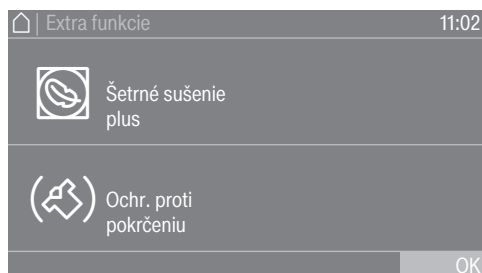 | Extra funkcie 11:02
Šetrné sušenie
plus
Ochr. proti
pokrčeniu
OK